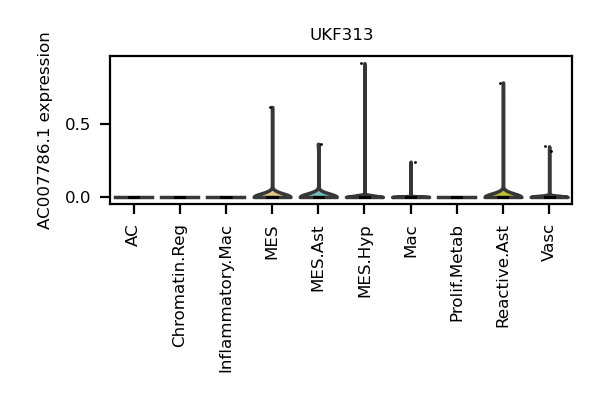 UKF313
AC007786.1 expression
0.5
0.0
AC
Chromatin.Reg
Inflammatory.Mac
MES
MES.Ast
MES.Hyp
Mac
Prolif.Metab
Reactive.Ast
Vasc